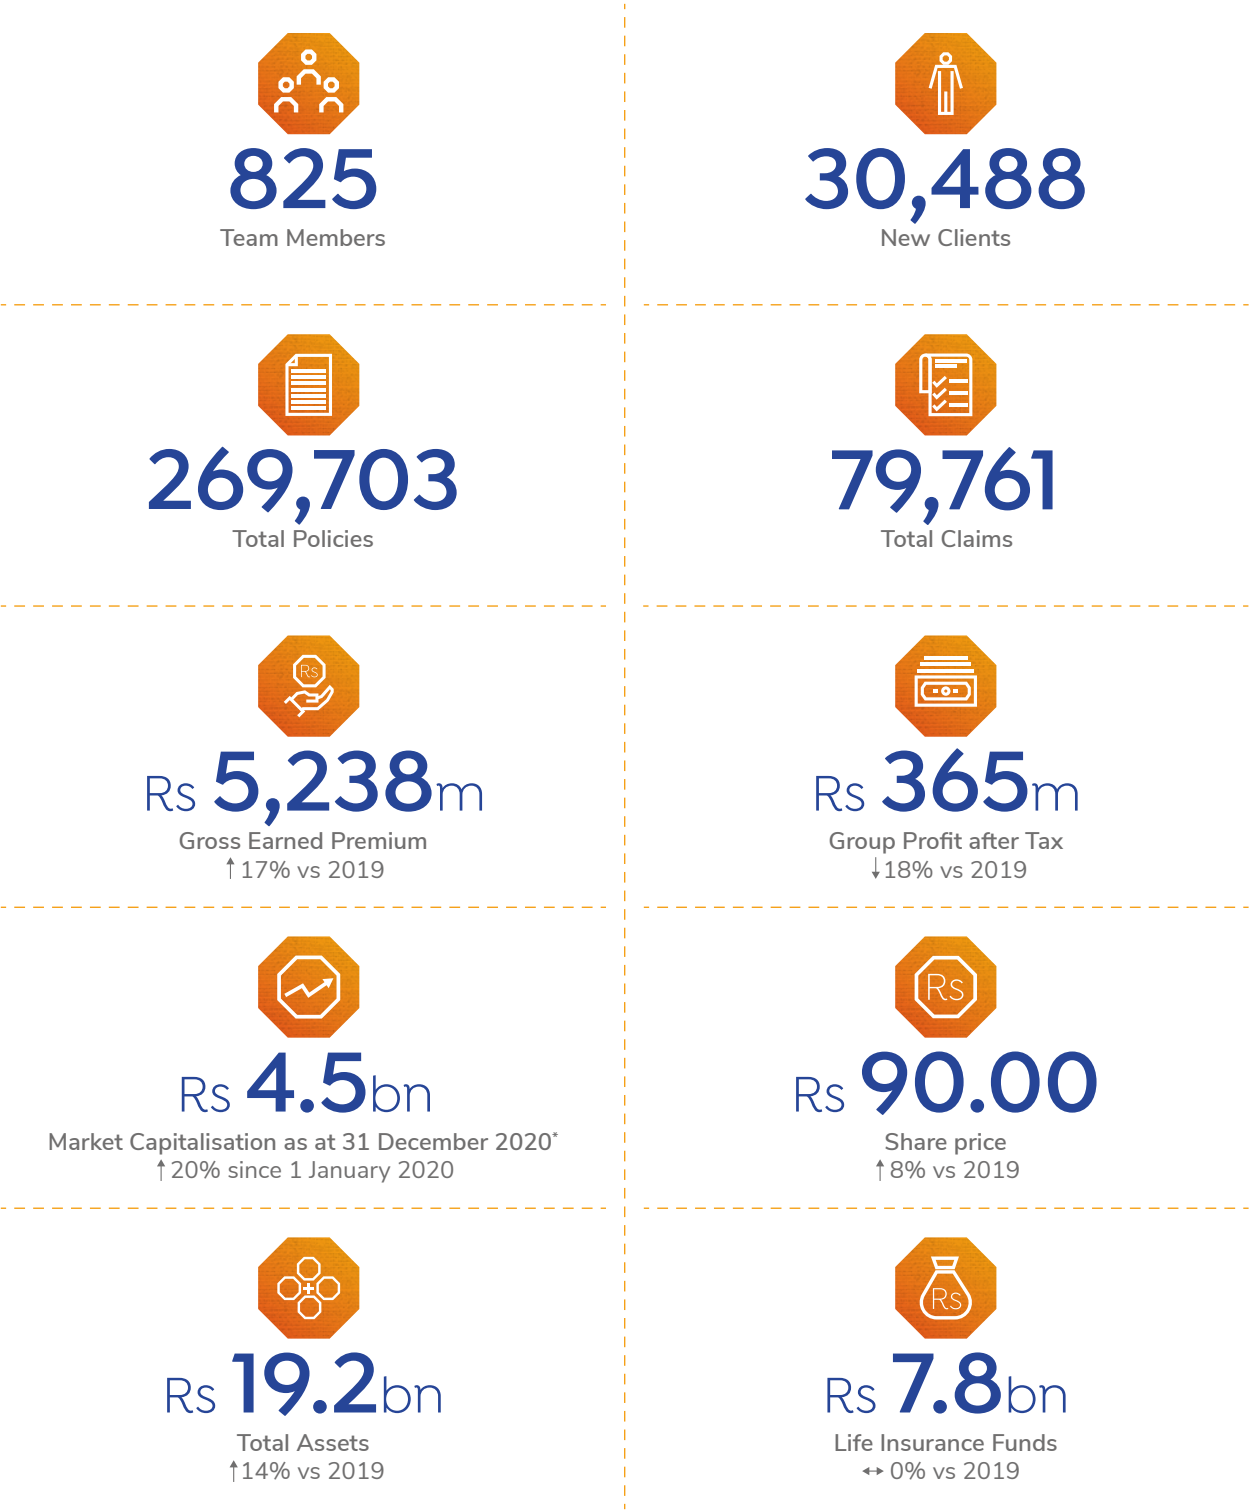 825
Team Members
30,488
New Clients
269,703
Total Policies
79,761
Total Claims
Rs
Rs 5,238m
Gross Earned Premium
↑ 17% vs 2019
Rs 365m
Group Profit after Tax
↓ 18% vs 2019
Rs 4.5bn
Market Capitalisation as at 31 December 2020*
↑ 20% since 1 January 2020
Rs
Rs 90.00
Share price
↑ 8% vs 2019
Rs 19.2bn
Total Assets
↑ 14% vs 2019
Rs
Rs 7.8bn
Life Insurance Funds
↔ 0% vs 2019